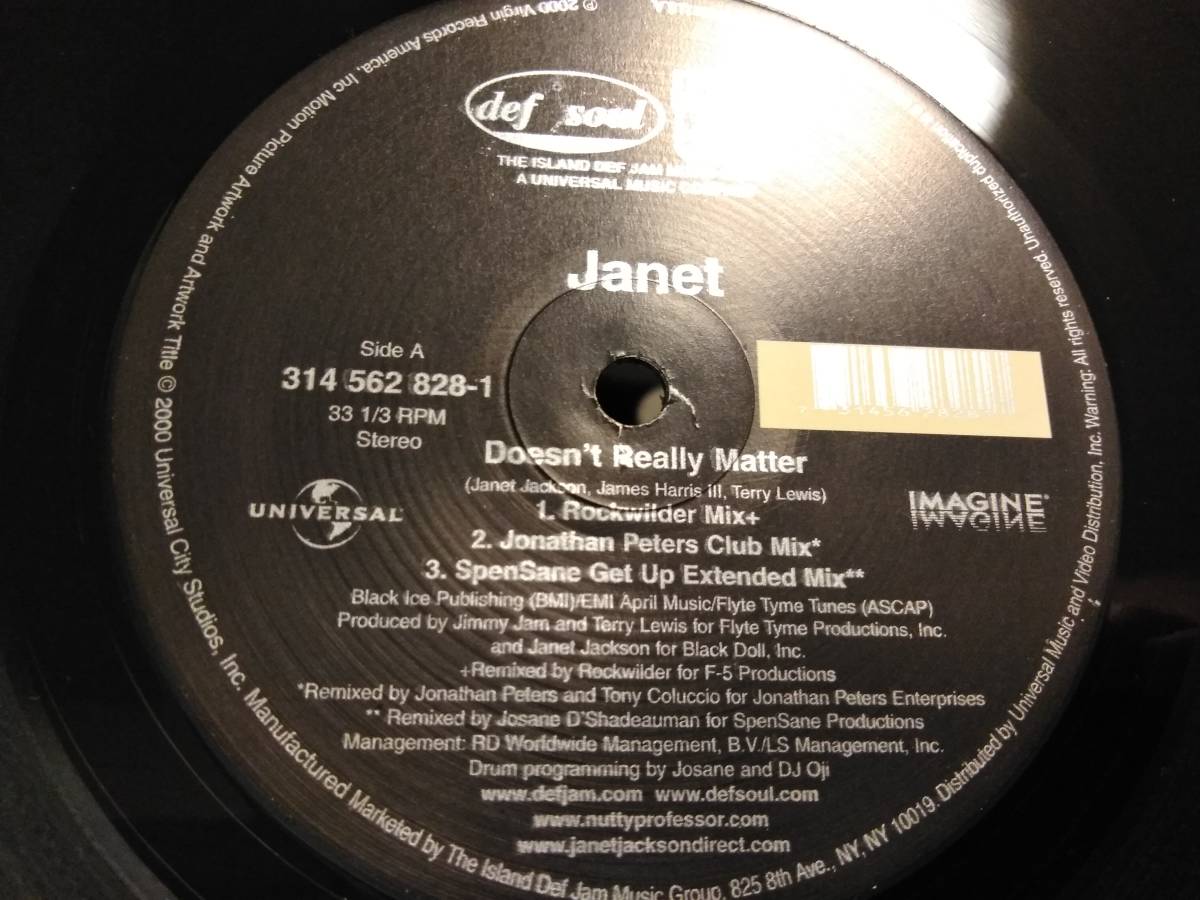 def soul
THE ISLAND DEF JAM
A UNIVERSAL MUSIC
Janet
Side A
314 562 828-1
33 1/3 RPM
Stereo
UNIVERSAL
IMAGINE
Doesn't Really Matter
(Janet Jackson, James Harris III, Terry Lewis)
1. Rockwilder Mix+
2. Jonathan Peters Club Mix*
3. SpenSane Get Up Extended Mix**
Black Ice Publishing (BMI)/EMI April Music/Flyte Tyme Tunes (ASCAP)
Produced by Jimmy Jam and Terry Lewis for Flyte Tyme Productions, Inc.
and Janet Jackson for Black Doll, Inc.
+Remixed by Rockwilder for F-5 Productions
*Remixed by Jonathan Peters and Tony Coluccio for Jonathan Peters Enterprises
** Remixed by Josane D'Shadeauman for SpenSane Productions
Management: RD Worldwide Management, B.V./LS Management, Inc.
Drum programming by Josane and DJ Oji
www.defjam.com www.defsoul.com
www.nuttyprofessor.com
www.janetjacksondirect.com
℗ 2000 Virgin Records America, Inc Motion Picture Artwork and Artwork Title © 2000 Universal City Studios, Inc. Manufactured Marketed by The Island Def Jam Music Group, 825 8th Ave., NY, NY 10019. Distributed by Universal Music and Video Distribution, Inc. Warning: All rights reserved. Unauthorized duplication